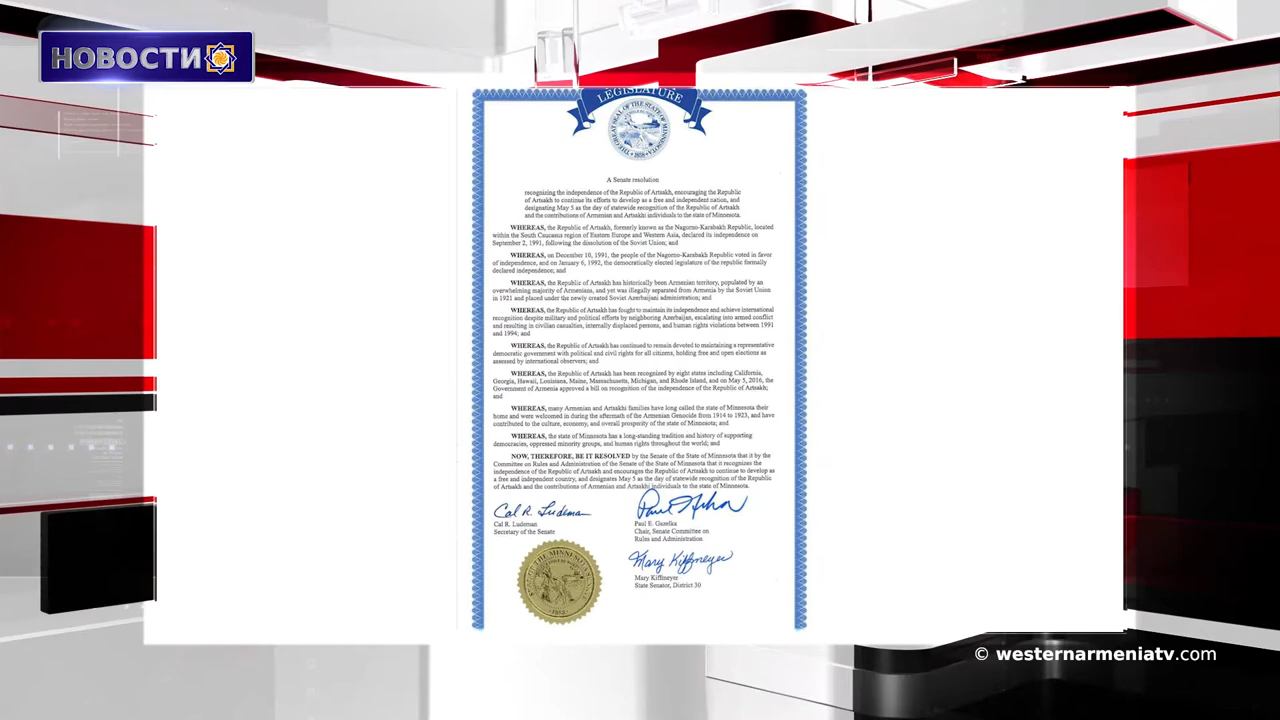 НОВОСТИ
LEGISLATURE
THE GREAT SEAL OF THE STATE OF MINNESOTA
1858
A Senate resolution
recognizing the independence of the Republic of Artsakh, encouraging the Republic
of Artsakh to continue its efforts to develop as a free and independent nation, and
designating May 5 as the day of statewide recognition of the Republic of Artsakh
and the contributions of Armenian and Artsakhi individuals to the state of Minnesota.
WHEREAS, the Republic of Artsakh, formerly known as the Nagorno-Karabakh Republic, located
within the South Caucasus region of Eastern Europe and Western Asia, declared its independence on
September 2, 1991, following the dissolution of the Soviet Union; and
WHEREAS, on December 10, 1991, the people of the Nagorno-Karabakh Republic voted in favor
of independence, and on January 6, 1992, the democratically elected legislature of the republic formally
declared independence; and
WHEREAS, the Republic of Artsakh has historically been Armenian territory, populated by an
overwhelming majority of Armenians, and yet was illegally separated from Armenia by the Soviet Union
in 1921 and placed under the newly created Soviet Azerbaijani administration; and
WHEREAS, the Republic of Artsakh has fought to maintain its independence and achieve international
recognition despite military and political efforts by neighboring Azerbaijan, escalating into armed conflict
and resulting in civilian casualties, internally displaced persons, and human rights violations between 1991
and 1994; and
WHEREAS, the Republic of Artsakh has continued to remain devoted to maintaining a representative
democratic government with political and civil rights for all citizens, holding free and open elections as
assessed by international observers; and
WHEREAS, the Republic of Artsakh has been recognized by eight states including California,
Georgia, Hawaii, Louisiana, Maine, Massachusetts, Michigan, and Rhode Island, and on May 5, 2016, the
Government of Armenia approved a bill on recognition of the independence of the Republic of Artsakh;
and
WHEREAS, many Armenian and Artsakhi families have long called the state of Minnesota their
home and were welcomed in during the aftermath of the Armenian Genocide from 1914 to 1923, and have
contributed to the culture, economy, and overall prosperity of the state of Minnesota; and
WHEREAS, the state of Minnesota has a long-standing tradition and history of supporting
democracies, oppressed minority groups, and human rights throughout the world; and
NOW, THEREFORE, BE IT RESOLVED by the Senate of the State of Minnesota that it by the
Committee on Rules and Administration of the Senate of the State of Minnesota that it recognizes the
independence of the Republic of Artsakh and encourages the Republic of Artsakh to continue to develop as
a free and independent country, and designates May 5 as the day of statewide recognition of the Republic
of Artsakh and the contributions of Armenian and Artsakhi individuals to the state of Minnesota.
Cal R. Ludeman
Cal R. Ludeman
Secretary of the Senate
Paul E. Gazelka
Chair, Senate Committee on
Rules and Administration
Mary Kiffmeyer
Mary Kiffmeyer
State Senator, District 30
© westernarmeniatv.com